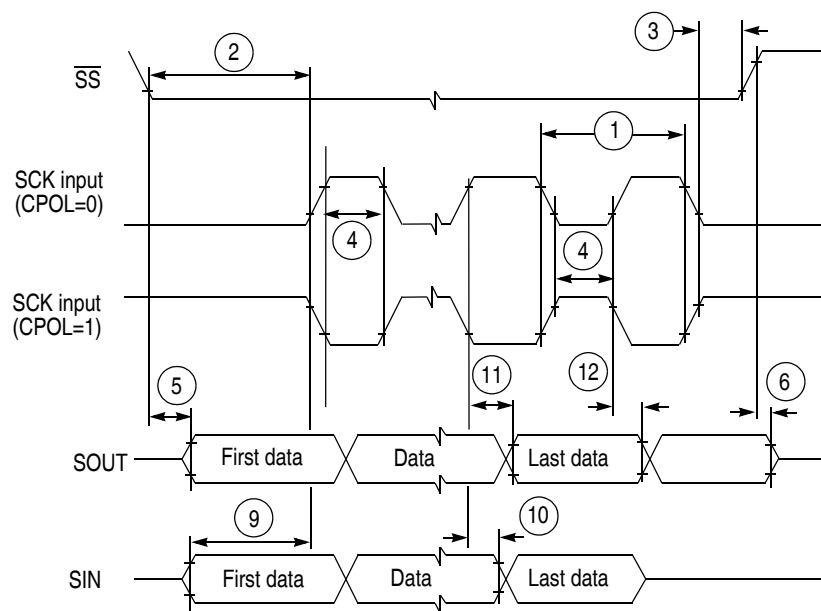 3
2
SS
1
SCK input
(CPOL=0)
4
4
SCK input
(CPOL=1)
5
11
12
6
SOUT
First data
Data
Last data
9
10
SIN
First data
Data
Last data